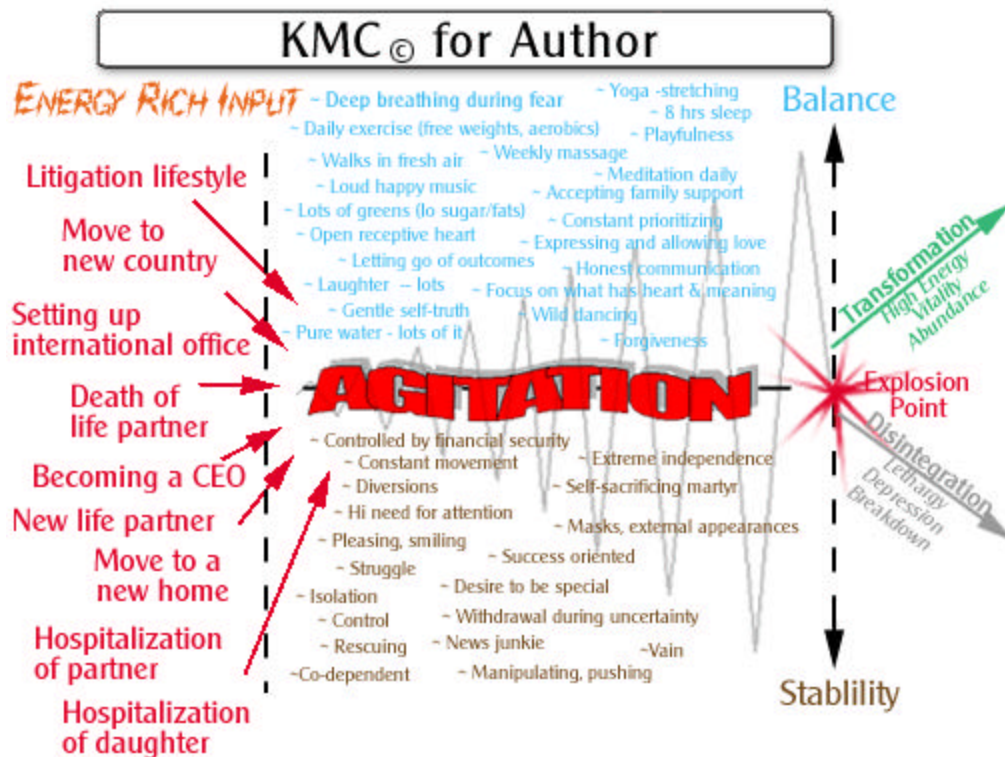 KMC © for Author
ENERGY RICH INPUT
Balance
~ Deep breathing during fear
~ Yoga -stretching
~ 8 hrs sleep
~ Daily exercise (free weights, aerobics)
~ Playfulness
~ Walks in fresh air
~ Weekly massage
~ Meditation daily
~ Loud happy music
~ Accepting family support
~ Lots of greens (lo sugar/fats)
~ Constant prioritizing
~ Open receptive heart
~ Expressing and allowing love
~ Letting go of outcomes
~ Honest communication
~ Laughter -- lots
~ Focus on what has heart & meaning
~ Gentle self-truth
~ Wild dancing
~ Pure water - lots of it
~ Forgiveness
Litigation lifestyle
Move to
new country
Setting up
international office
Death of
life partner
Becoming a CEO
New life partner
Move to a
new home
Hospitalization
of partner
Hospitalization
of daughter
AGITATION
~ Controlled by financial security
~ Constant movement
~ Extreme independence
~ Diversions
~ Self-sacrificing martyr
~ Hi need for attention
~ Masks, external appearances
~ Pleasing, smiling
~ Success oriented
~ Struggle
~ Desire to be special
~ Isolation
~ Control
~ Withdrawal during uncertainty
~ Rescuing
~ News junkie
~Vain
~Co-dependent
~ Manipulating, pushing
Transformation
High Energy
Vitality
Abundance
Explosion
Point
Disintegration
Lethargy
Depression
Breakdown
Stablility